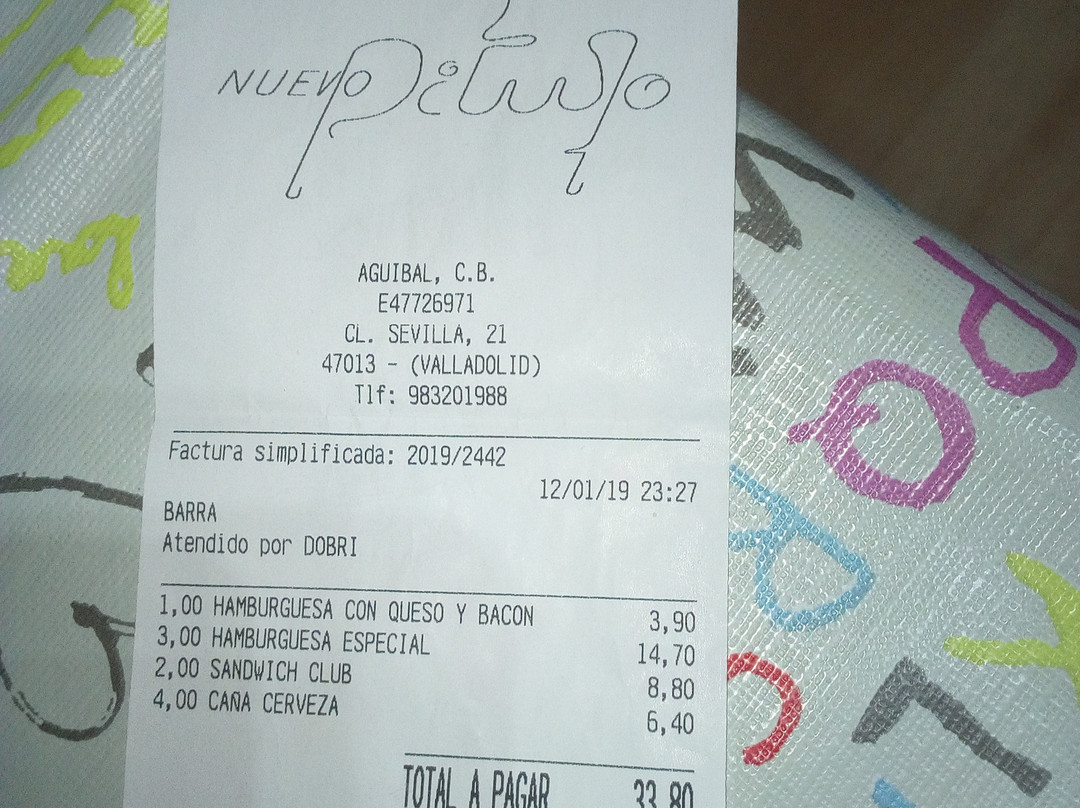 NUEVO Pitujo
AGUIBAL, C.B.
E47726971
CL. SEVILLA, 21
47013 - (VALLADOLID)
Tlf: 983201988
Factura simplificada: 2019/2442
12/01/19 23:27
BARRA
Atendido por DOBRI
1,00 HAMBURGUESA CON QUESO Y BACON 3,90
3,00 HAMBURGUESA ESPECIAL 14,70
2,00 SANDWICH CLUB 8,80
4,00 CAÑA CERVEZA 6,40
TOTAL A PAGAR 33,80